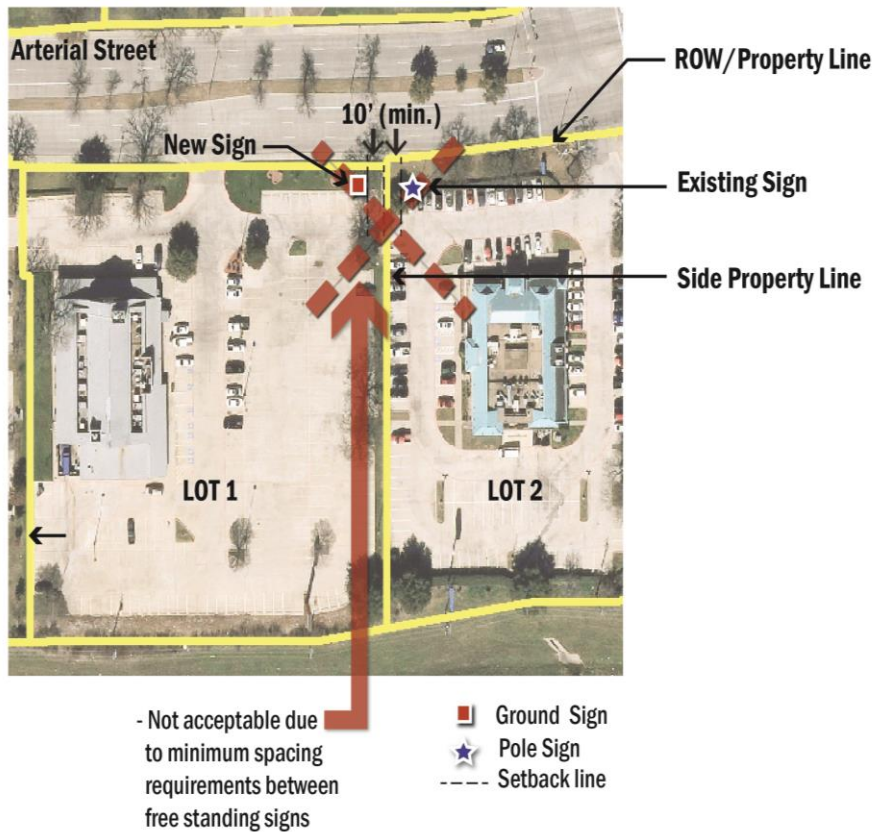 Arterial Street
ROW/Property Line
10' (min.)
New Sign
Existing Sign
Side Property Line
LOT 1
LOT 2
- Not acceptable due
to minimum spacing
requirements between
free standing signs
Ground Sign
Pole Sign
Setback line